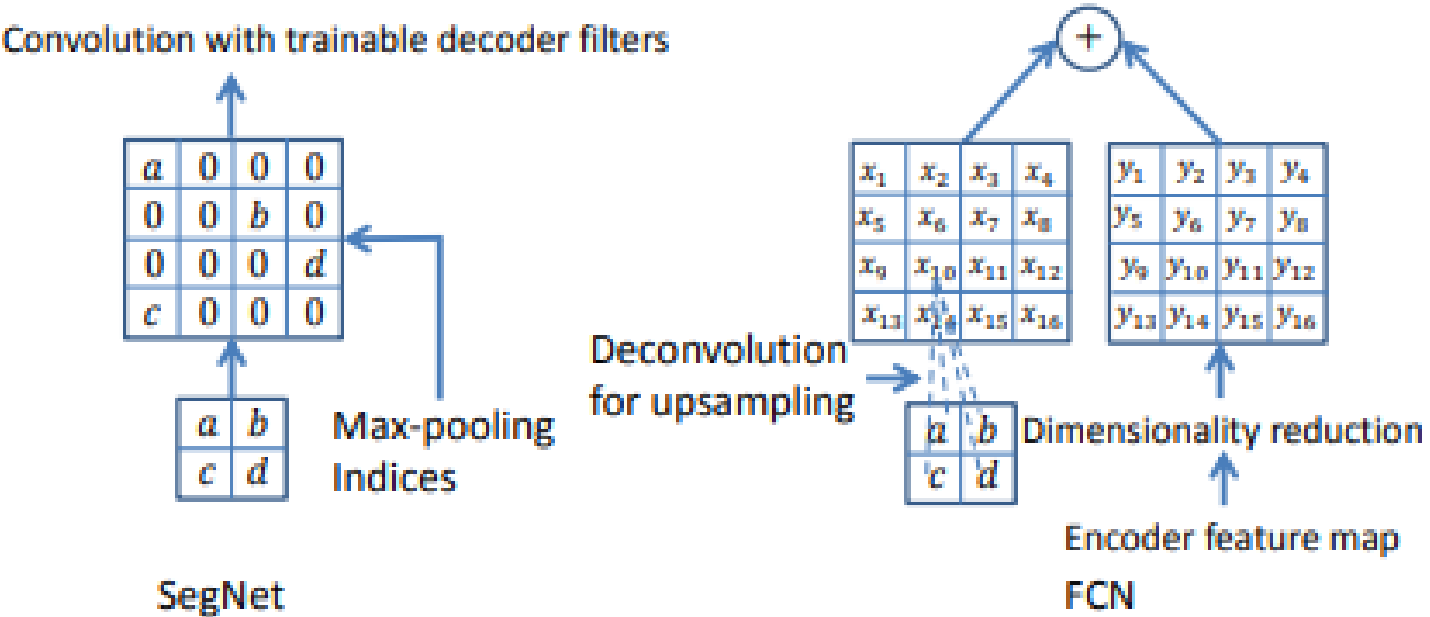 Convolution with trainable decoder filters
a 0 0 0
0 0 b 0
0 0 0 d
c 0 0 0
a b
c d
Max-pooling
Indices
SegNet
+
x₁ x₂ x₃ x₄
x₅ x₆ x₇ x₈
x₉ x₁₀ x₁₁ x₁₂
x₁₃ x₁₄ x₁₅ x₁₆
y₁ y₂ y₃ y₄
y₅ y₆ y₇ y₈
y₉ y₁₀ y₁₁ y₁₂
y₁₃ y₁₄ y₁₅ y₁₆
Deconvolution
for upsampling
a b
c d
Dimensionality reduction
Encoder feature map
FCN